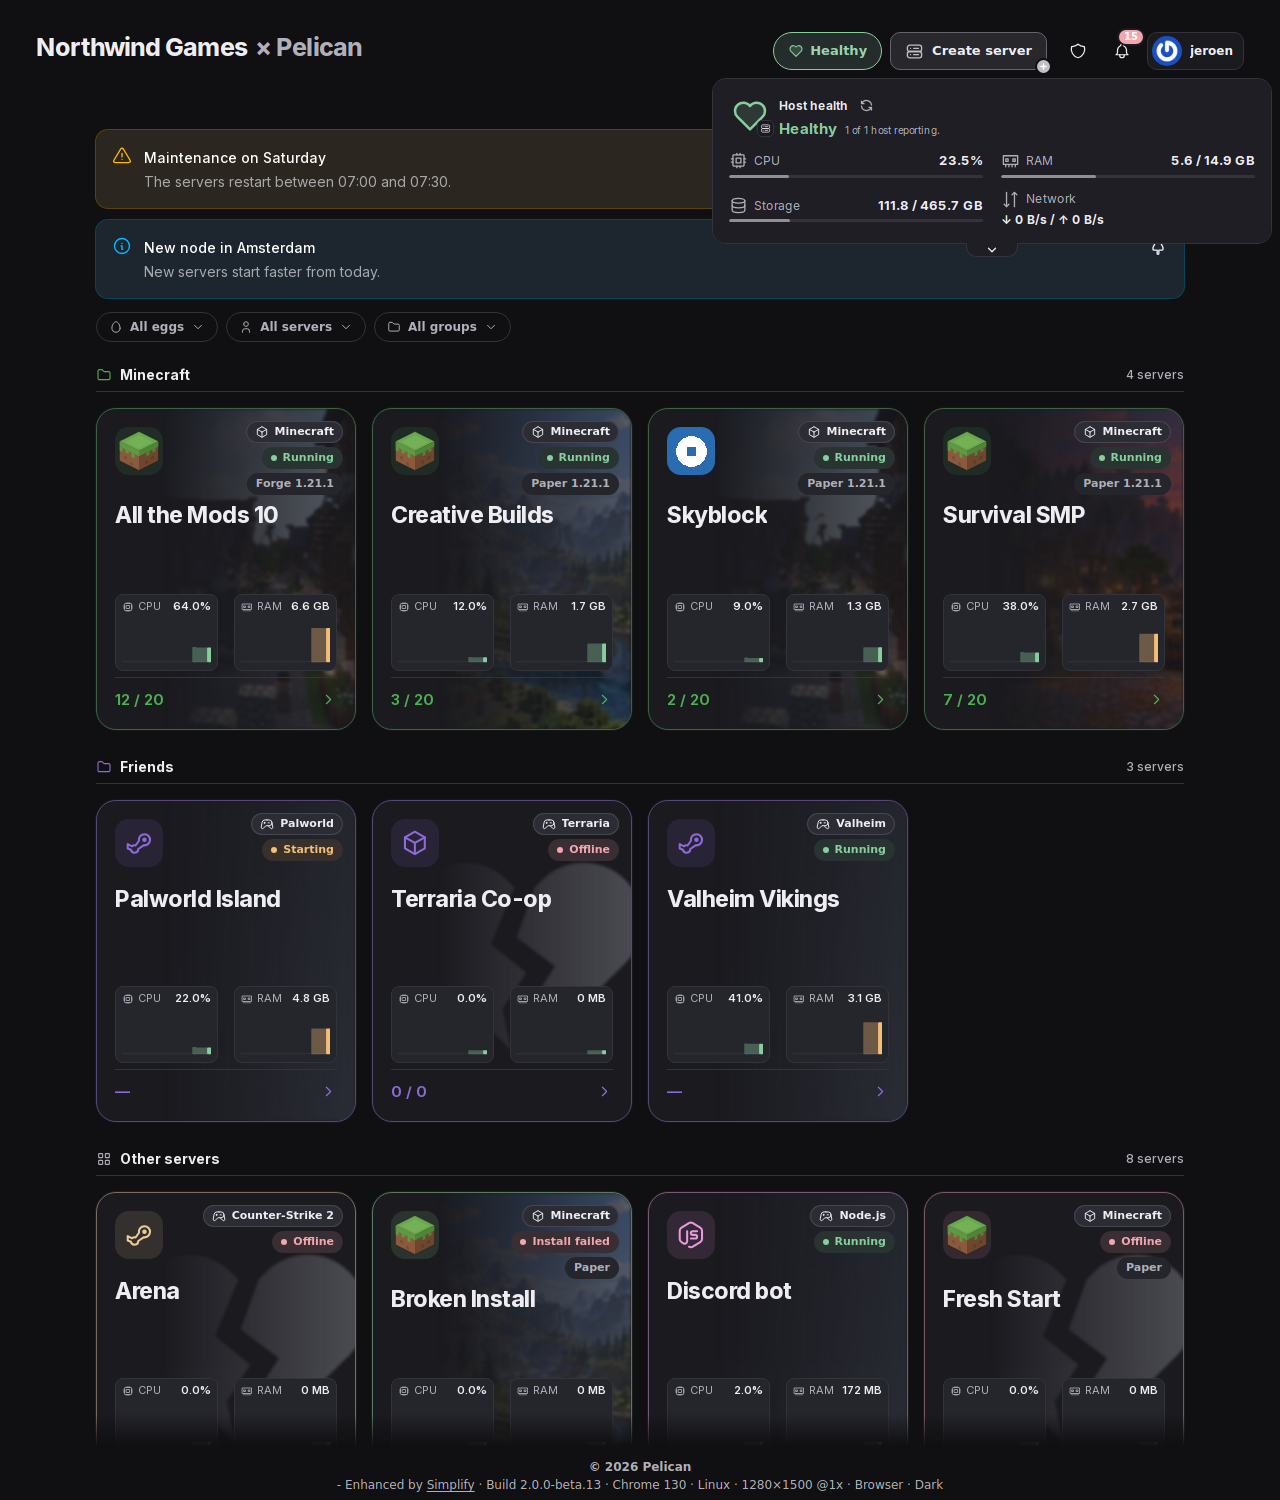 Northwind Games × Pelican
Healthy
Create server
15
jeroen
Host health
Healthy 1 of 1 host reporting.
CPU 23.5%
RAM 5.6 / 14.9 GB
Storage 111.8 / 465.7 GB
Network
↓ 0 B/s / ↑ 0 B/s
Maintenance on Saturday
The servers restart between 07:00 and 07:30.
New node in Amsterdam
New servers start faster from today.
All eggs
All servers
All groups
Minecraft
4 servers
Minecraft
Running
Forge 1.21.1
All the Mods 10
CPU 64.0%
RAM 6.6 GB
12 / 20
Minecraft
Running
Paper 1.21.1
Creative Builds
CPU 12.0%
RAM 1.7 GB
3 / 20
Minecraft
Running
Paper 1.21.1
Skyblock
CPU 9.0%
RAM 1.3 GB
2 / 20
Minecraft
Running
Paper 1.21.1
Survival SMP
CPU 38.0%
RAM 2.7 GB
7 / 20
Friends
3 servers
Palworld
Starting
Palworld Island
CPU 22.0%
RAM 4.8 GB
—
Terraria
Offline
Terraria Co-op
CPU 0.0%
RAM 0 MB
0 / 0
Valheim
Running
Valheim Vikings
CPU 41.0%
RAM 3.1 GB
—
Other servers
8 servers
Counter-Strike 2
Offline
Arena
CPU 0.0%
RAM 0 MB
Minecraft
Install failed
Paper
Broken Install
CPU 0.0%
RAM 0 MB
Node.js
Running
JS
Discord bot
CPU 2.0%
RAM 172 MB
Minecraft
Offline
Paper
Fresh Start
CPU 0.0%
RAM 0 MB
© 2026 Pelican
- Enhanced by Simplify · Build 2.0.0-beta.13 · Chrome 130 · Linux · 1280×1500 @1x · Browser · Dark